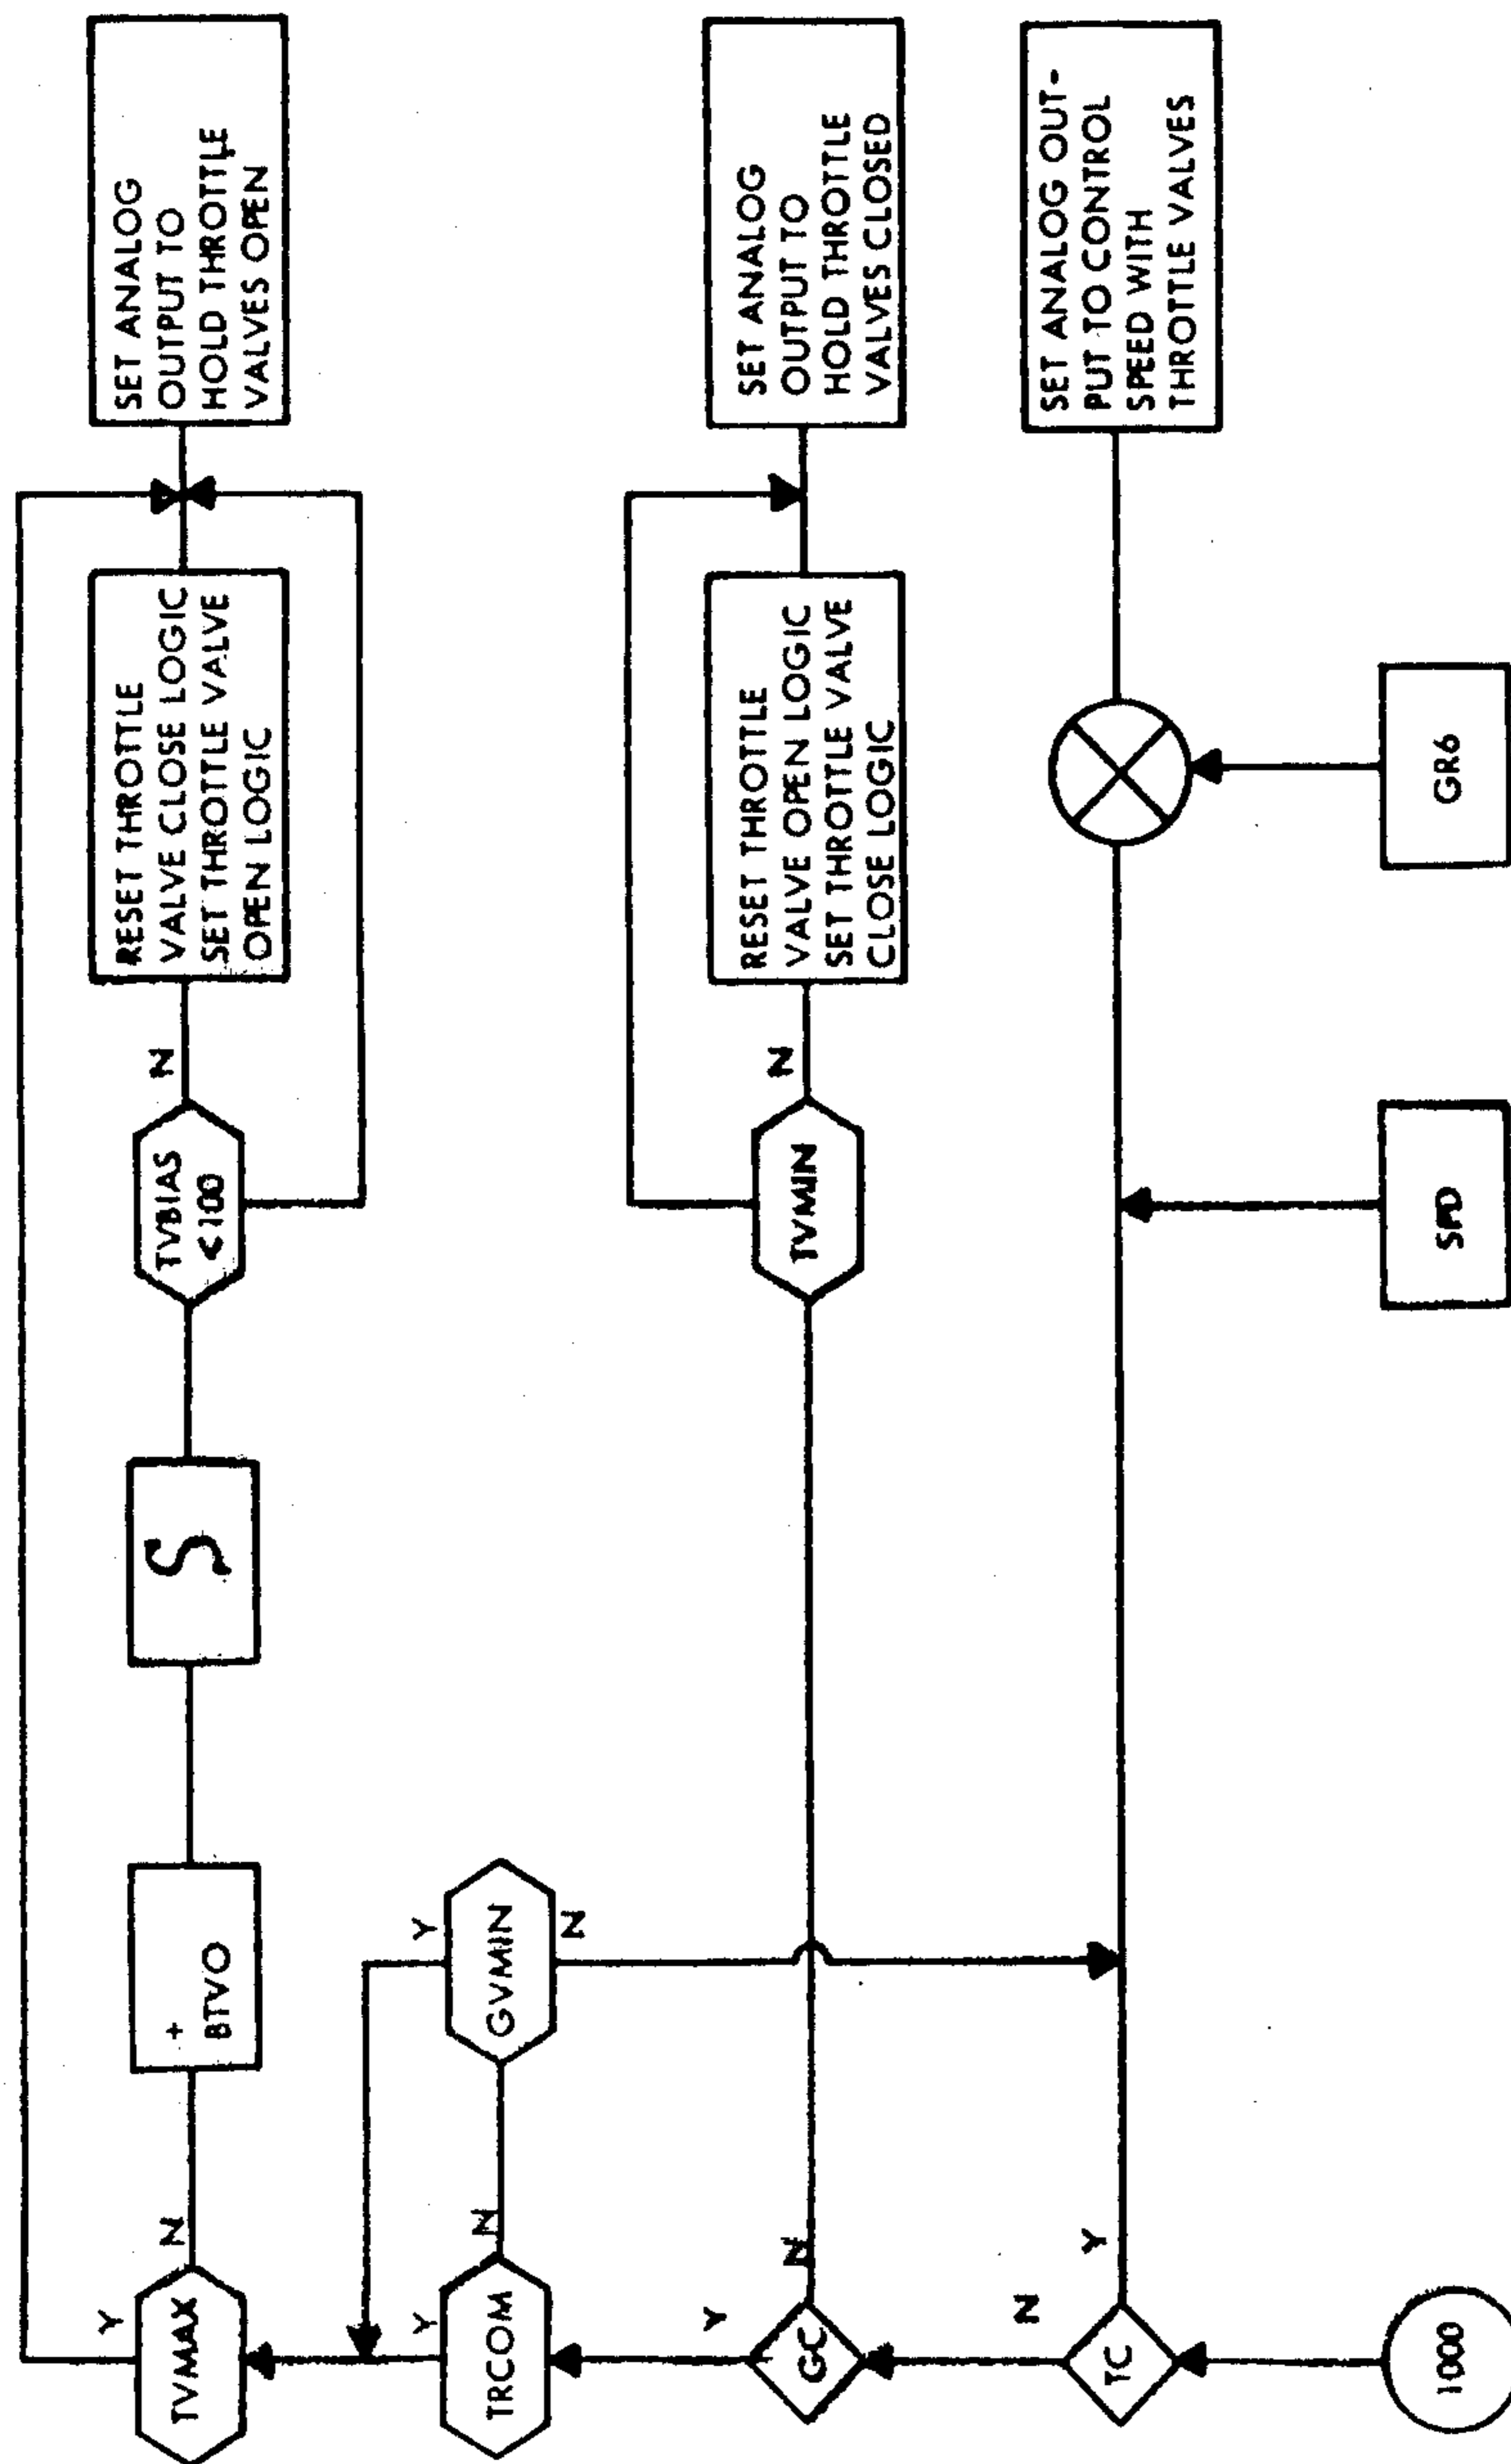 Y
TVMAX
N
+
BTVO
∫
TVBIAS
<100
N
RESET THROTTLE
VALVE CLOSE LOGIC
SET THROTTLE VALVE
OPEN LOGIC
SET ANALOG
OUTPUT TO
HOLD THROTTLE
VALVES OPEN
Y
TRCOM
N
Y
GVMIN
N
Y
GC
N
TVMIN
N
RESET THROTTLE
VALVE OPEN LOGIC
SET THROTTLE VALVE
CLOSE LOGIC
SET ANALOG
OUTPUT TO
HOLD THROTTLE
VALVES CLOSED
N
TC
Y
SET ANALOG OUT-
PUT TO CONTROL
SPEED WITH
THROTTLE VALVES
1000
SPD
GR6